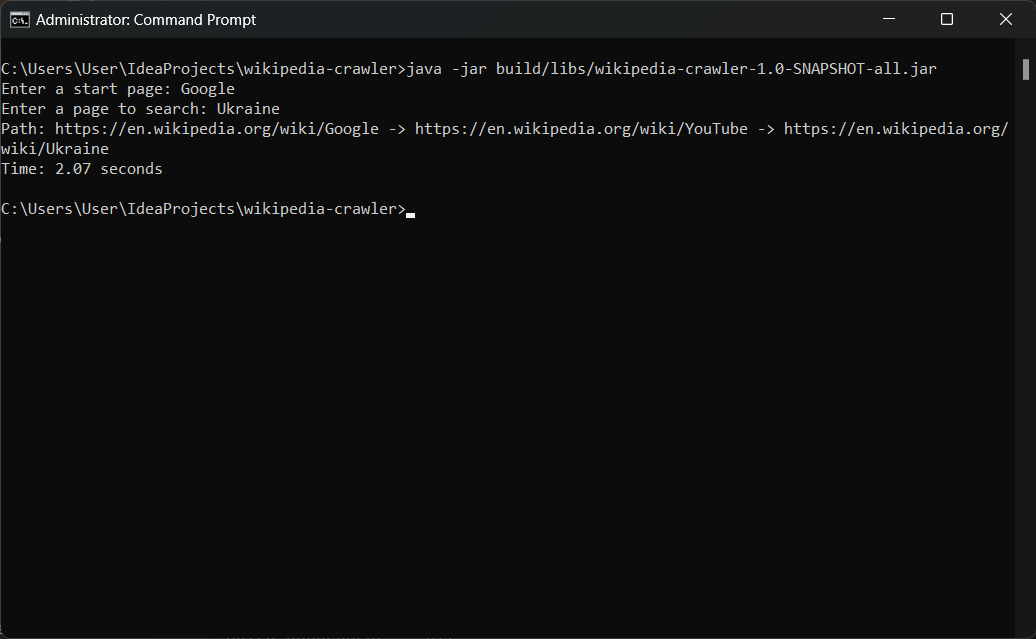 Administrator: Command Prompt
C:\Users\User\IdeaProjects\wikipedia-crawler>java -jar build/libs/wikipedia-crawler-1.0-SNAPSHOT-all.jar
Enter a start page: Google
Enter a page to search: Ukraine
Path: https://en.wikipedia.org/wiki/Google -> https://en.wikipedia.org/wiki/YouTube -> https://en.wikipedia.org/
wiki/Ukraine
Time: 2.07 seconds
C:\Users\User\IdeaProjects\wikipedia-crawler>